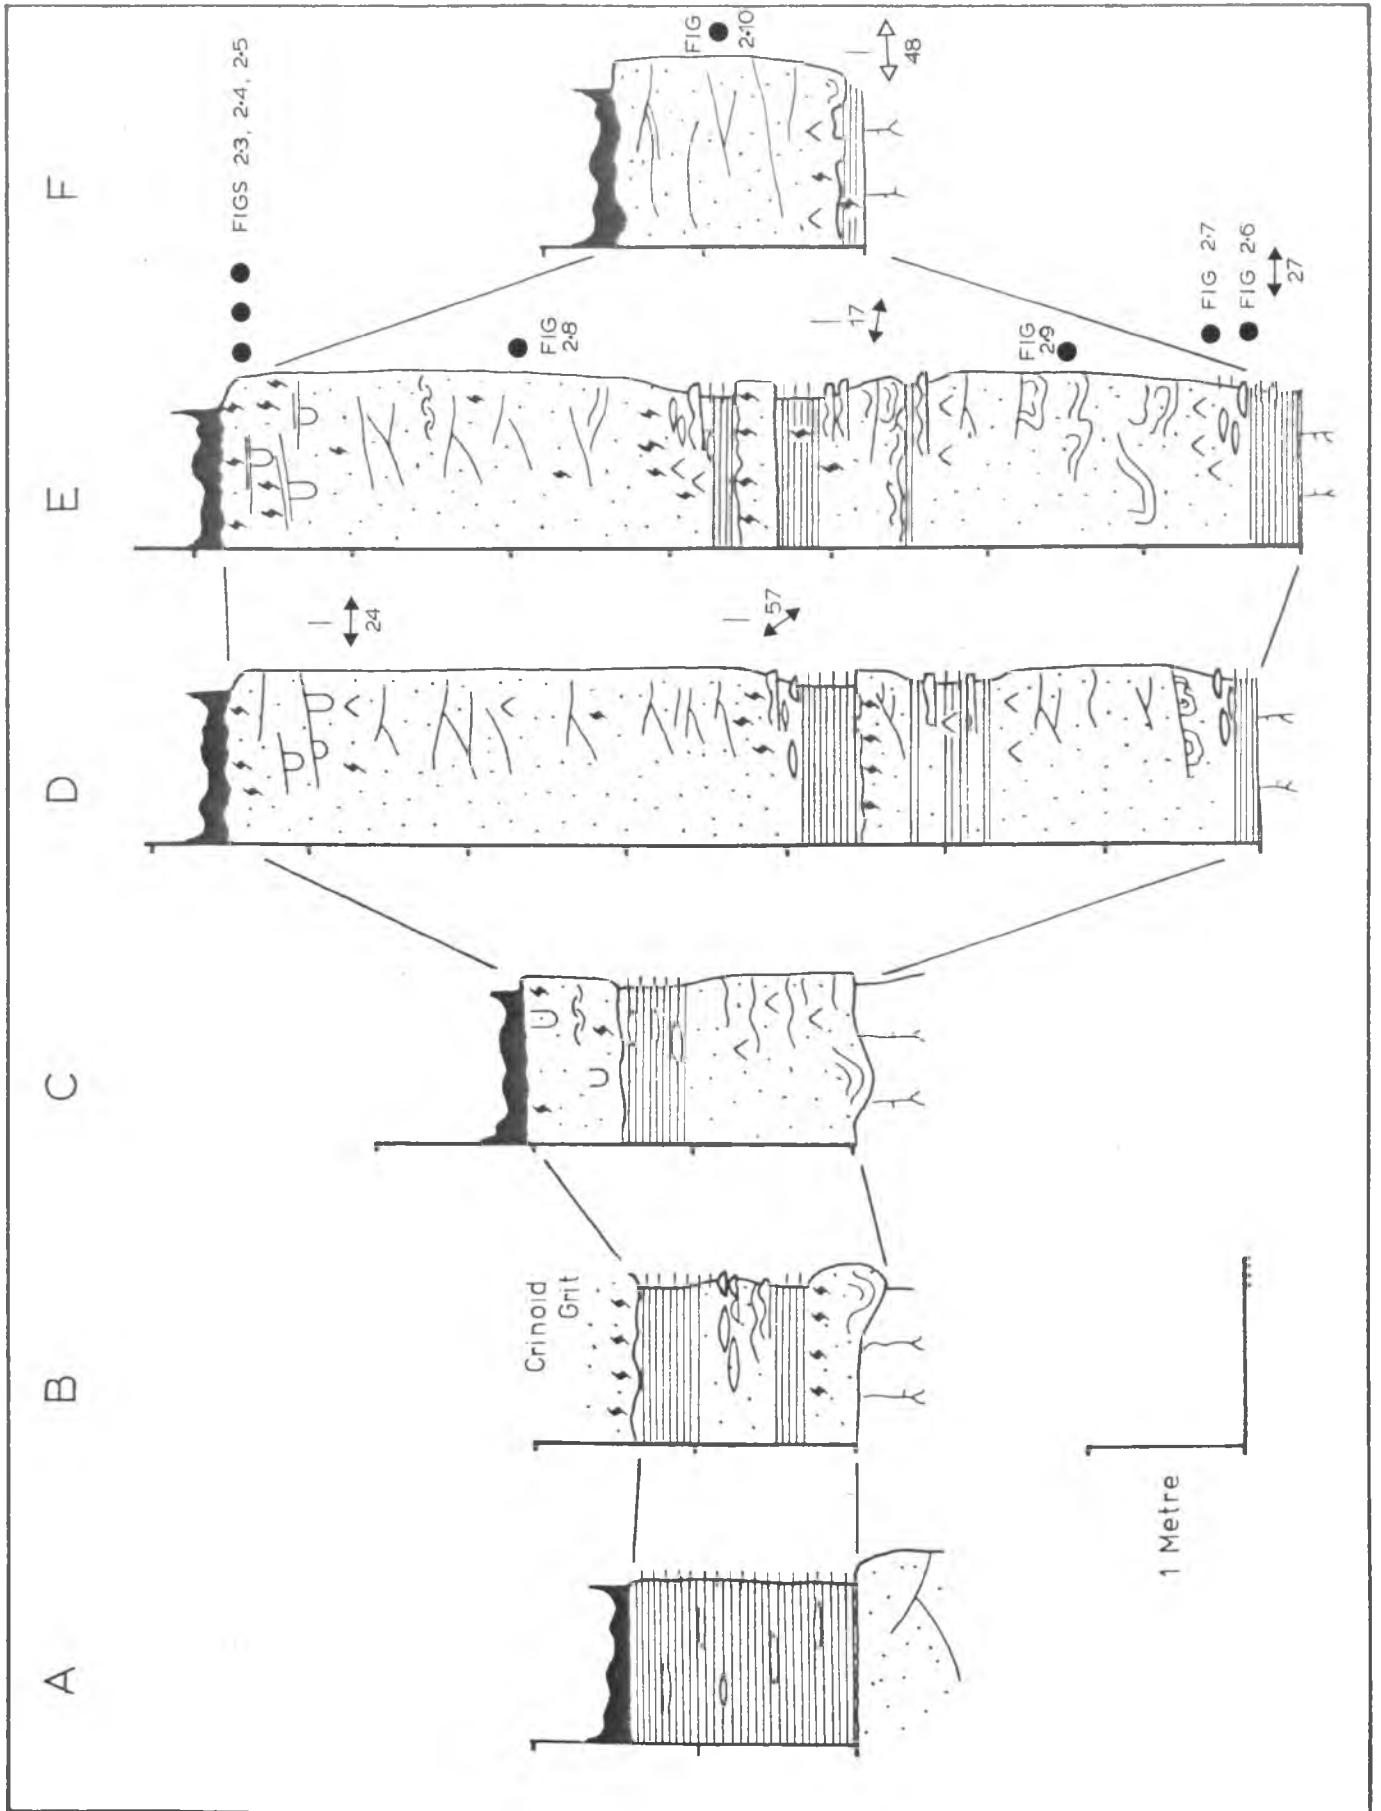 A
B
C
D
E
F
Crinoid
Grit
24
57
FIGS 2·3, 2·4, 2·5
FIG
2·8
17
FIG
2·9
FIG 2·7
FIG 2·6
27
FIG
2·10
48
1 Metre